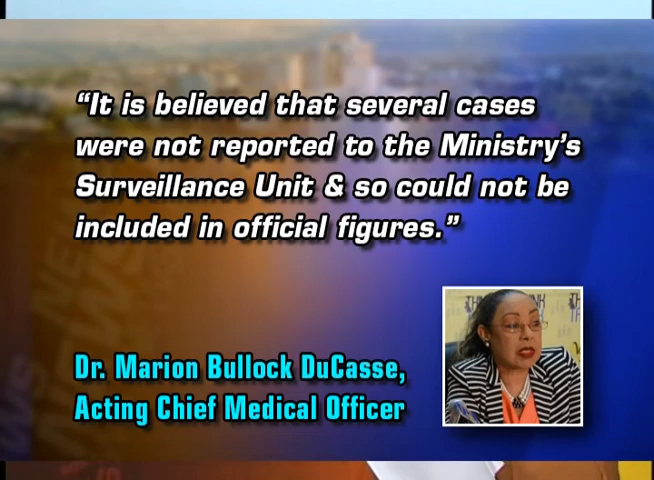 “It is believed that several cases
were not reported to the Ministry’s
Surveillance Unit & so could not be
included in official figures.”
Dr. Marion Bullock DuCasse,
Acting Chief Medical Officer